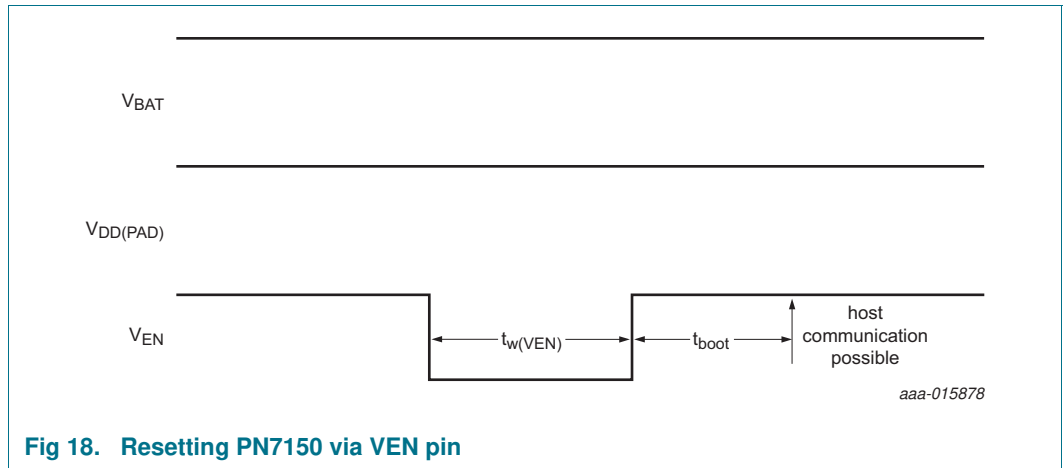 VBAT
VDD(PAD)
VEN
tw(VEN)
tboot
host
communication
possible
aaa-015878
Fig 18. Resetting PN7150 via VEN pin